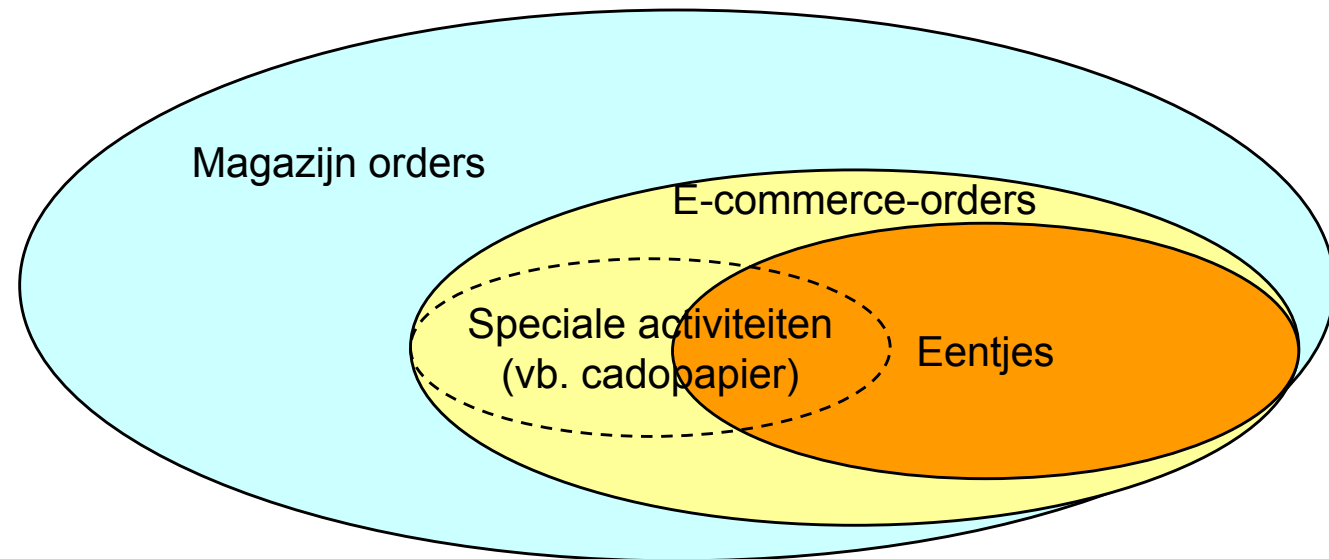 Magazijn orders
E-commerce-orders
Speciale activiteiten
(vb. cadopapier)
Eentjes